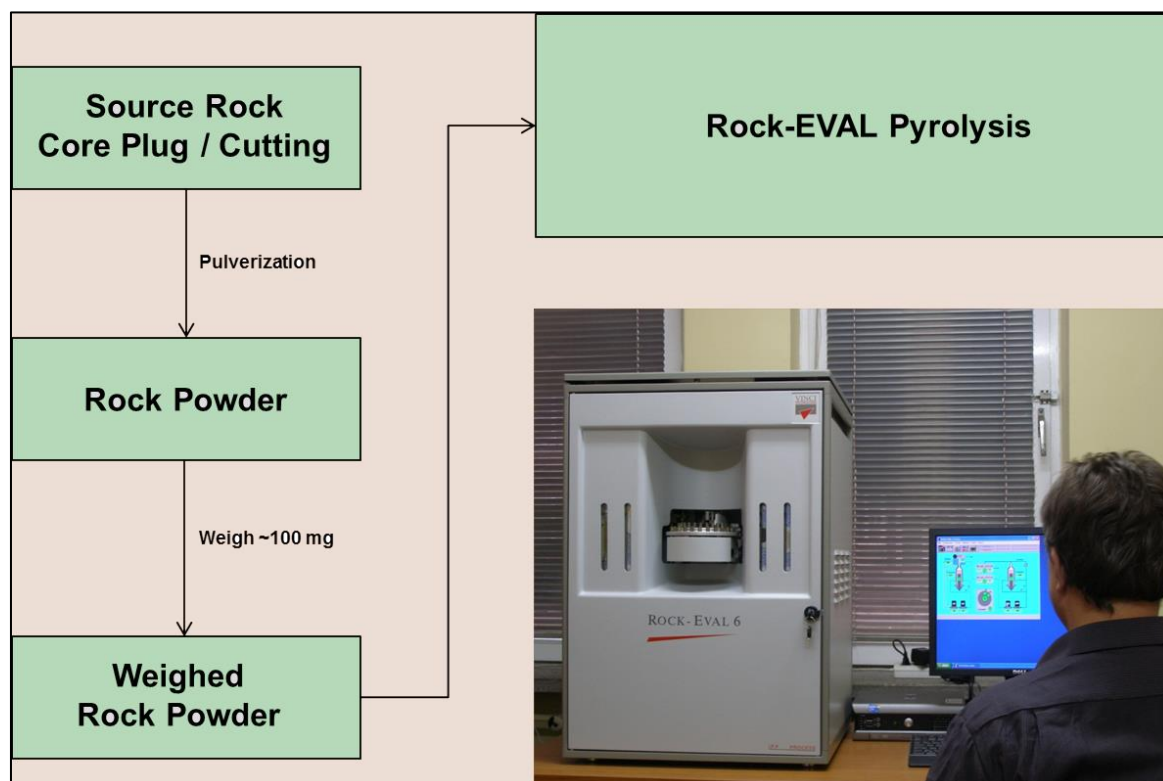 Source Rock
Core Plug / Cutting
Pulverization
Rock Powder
Weigh ~100 mg
Weighed
Rock Powder
Rock-EVAL Pyrolysis
VINCI
ROCK-EVAL 6